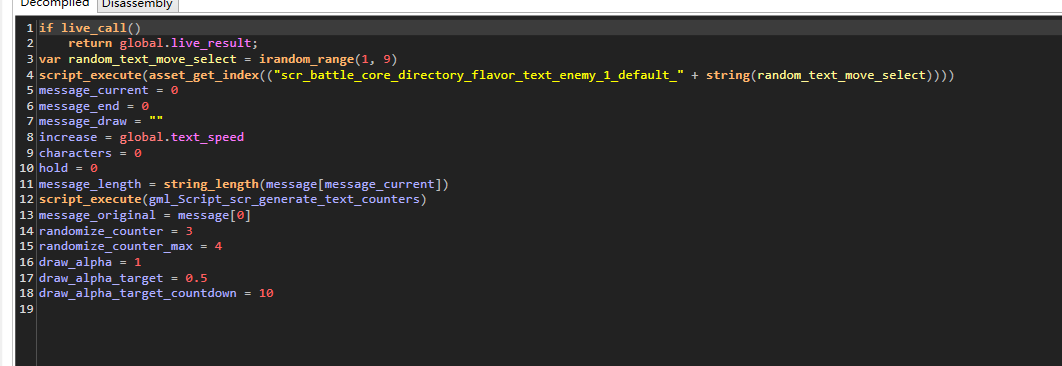 Decompiled Disassembly
1 if live_call()
2     return global.live_result;
3 var random_text_move_select = irandom_range(1, 9)
4 script_execute(asset_get_index(("scr_battle_core_directory_flavor_text_enemy_1_default_" + string(random_text_move_select))))
5 message_current = 0
6 message_end = 0
7 message_draw = ""
8 increase = global.text_speed
9 characters = 0
10 hold = 0
11 message_length = string_length(message[message_current])
12 script_execute(gml_Script_scr_generate_text_counters)
13 message_original = message[0]
14 randomize_counter = 3
15 randomize_counter_max = 4
16 draw_alpha = 1
17 draw_alpha_target = 0.5
18 draw_alpha_target_countdown = 10
19